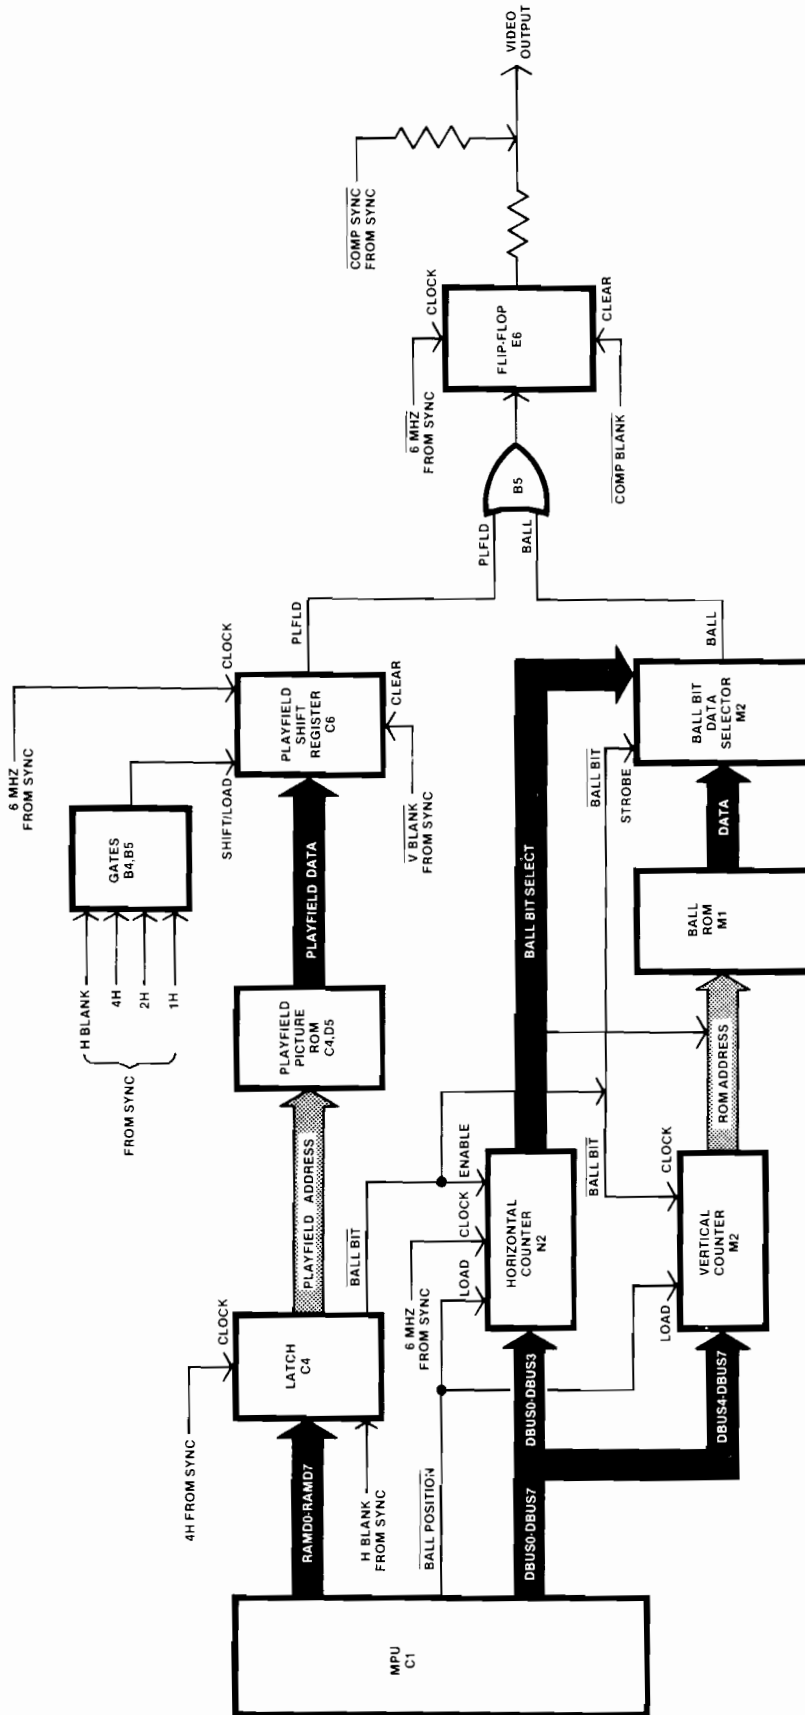 MPU
C1
RAMD0-RAMD7
BALL POSITION
DBUS0-DBUS7
4H FROM SYNC
CLOCK
LATCH
C4
H BLANK
FROM SYNC
BALL BIT
PLAYFIELD ADDRESS
PLAYFIELD
PICTURE
ROM
C4,D5
PLAYFIELD DATA
H BLANK
4H
2H
1H
FROM SYNC
GATES
B4,B5
SHIFT/LOAD
6 MHZ
FROM SYNC
CLOCK
PLAYFIELD
SHIFT
REGISTER
C6
CLEAR
V BLANK
FROM SYNC
PLFLD
DBUS0-DBUS3
DBUS4-DBUS7
6 MHZ
FROM SYNC
LOAD
CLOCK
ENABLE
HORIZONTAL
COUNTER
N2
BALL BIT SELECT
LOAD
CLOCK
BALL BIT
VERTICAL
COUNTER
M2
ROM ADDRESS
BALL
ROM
M1
DATA
BALL BIT
STROBE
BALL BIT
DATA
SELECTOR
M2
BALL
PLFLD
BALL
B5
6 MHZ
FROM SYNC
CLOCK
FLIP-FLOP
E6
CLEAR
COMP BLANK
COMP SYNC
FROM SYNC
VIDEO
OUTPUT